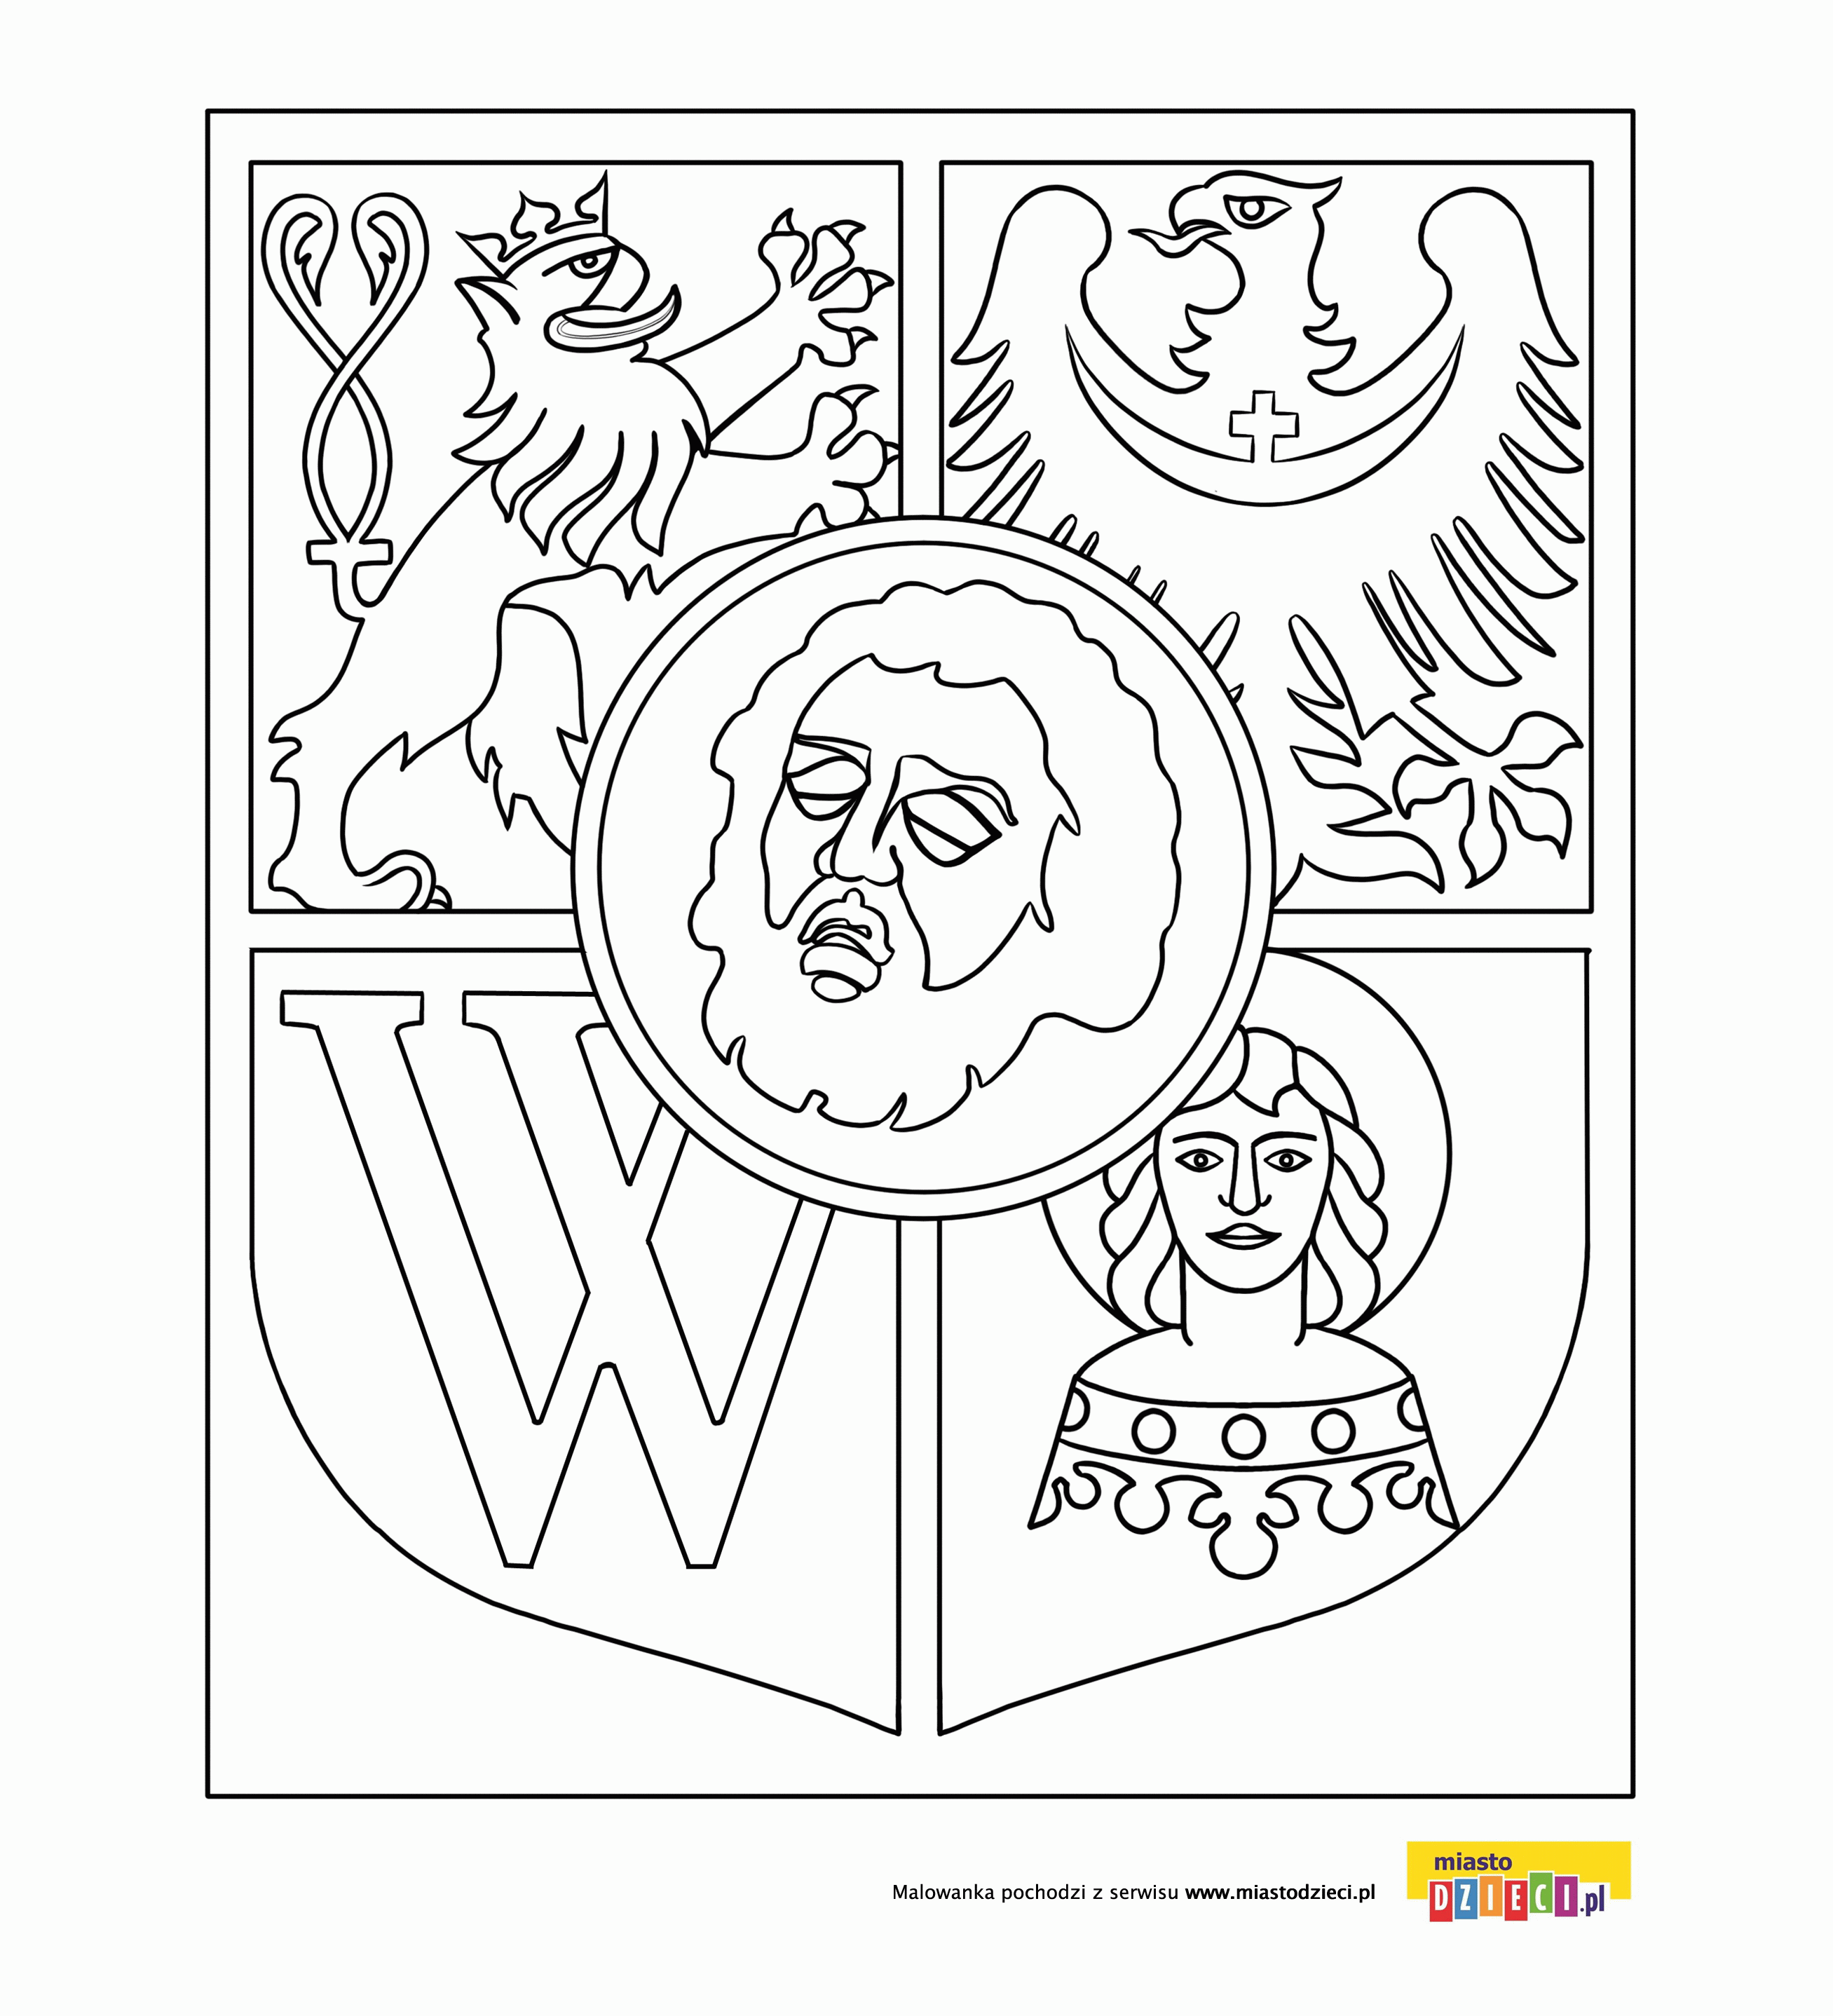 W
Malowanka pochodzi z serwisu www.miastodzieci.pl
miasto
DZIECI.pl